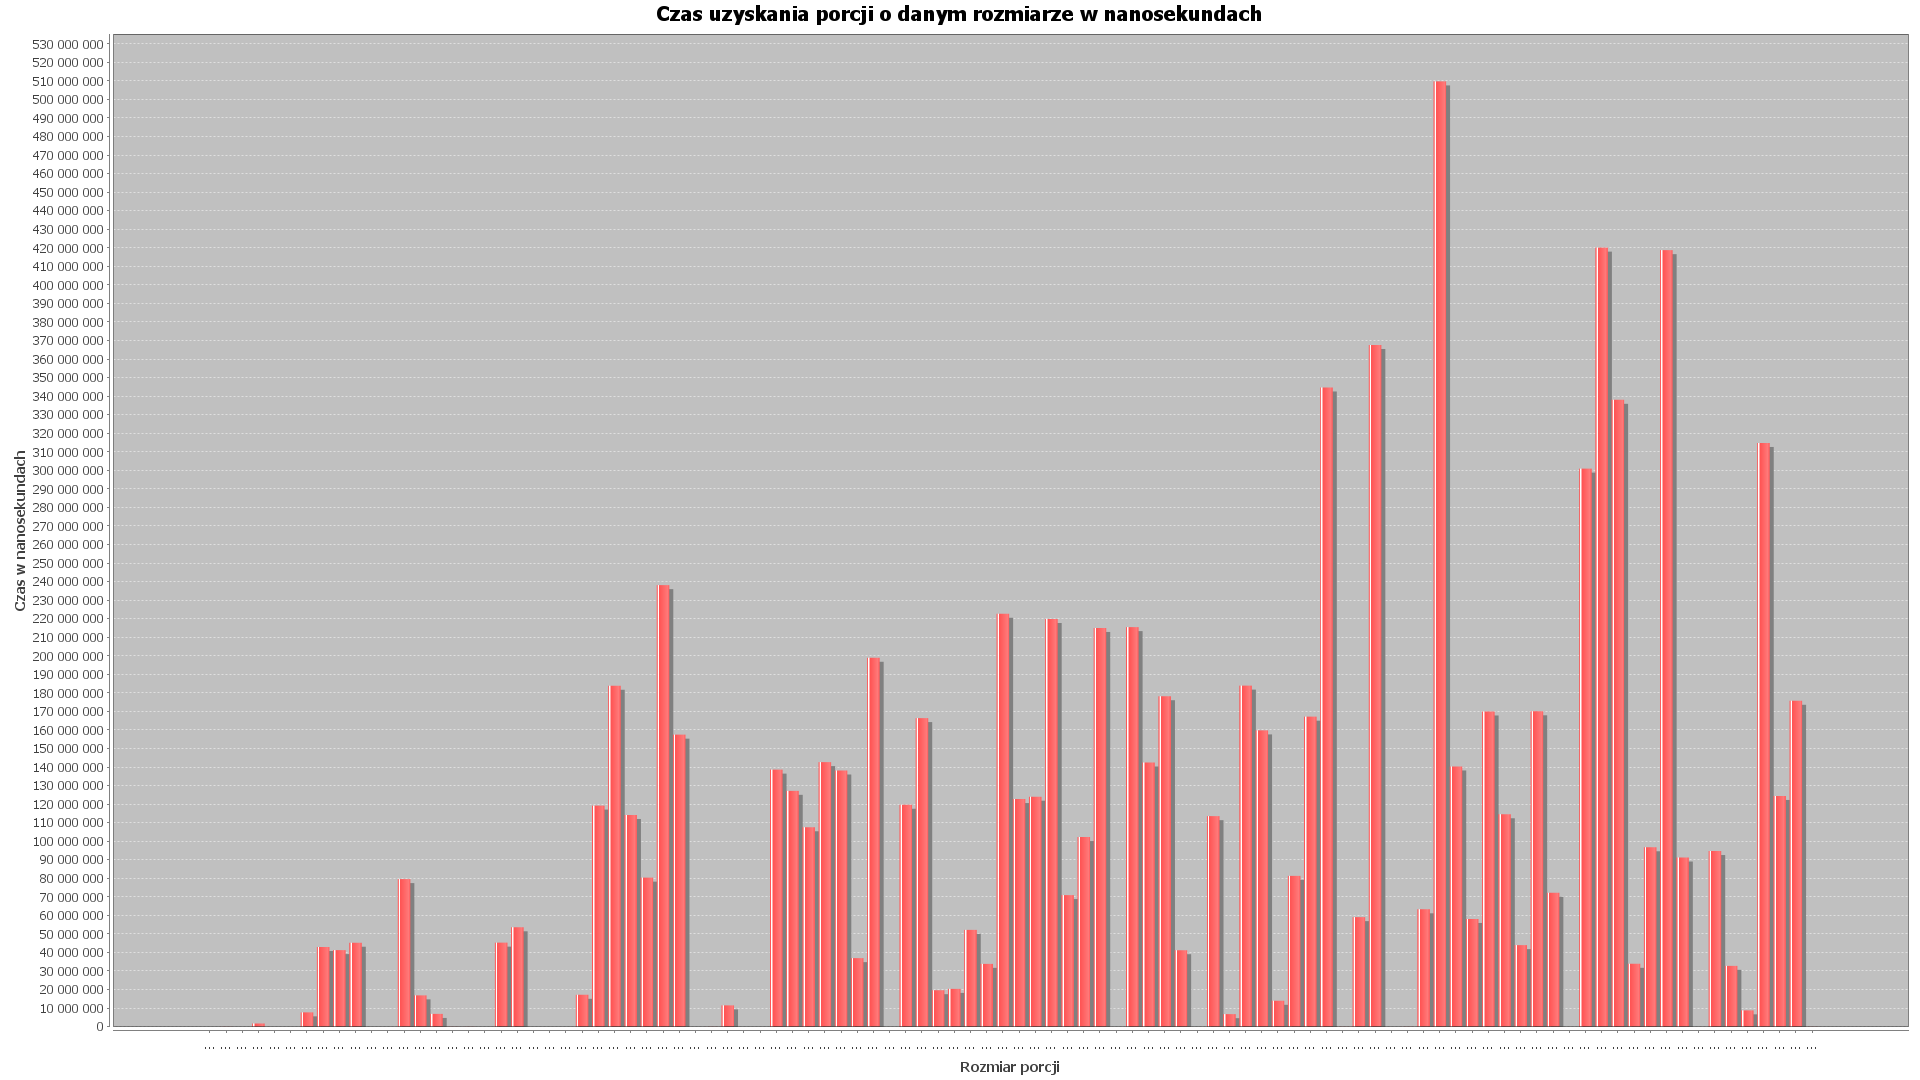 Czas uzyskania porcji o danym rozmiarze w nanosekundach
530 000 000
520 000 000
510 000 000
500 000 000
490 000 000
480 000 000
470 000 000
460 000 000
450 000 000
440 000 000
430 000 000
420 000 000
410 000 000
400 000 000
390 000 000
380 000 000
370 000 000
360 000 000
350 000 000
340 000 000
330 000 000
320 000 000
310 000 000
300 000 000
290 000 000
280 000 000
270 000 000
260 000 000
250 000 000
240 000 000
230 000 000
220 000 000
210 000 000
200 000 000
190 000 000
180 000 000
170 000 000
160 000 000
150 000 000
140 000 000
130 000 000
120 000 000
110 000 000
100 000 000
90 000 000
80 000 000
70 000 000
60 000 000
50 000 000
40 000 000
30 000 000
20 000 000
10 000 000
0
Czas w nanosekundach
Rozmiar porcji